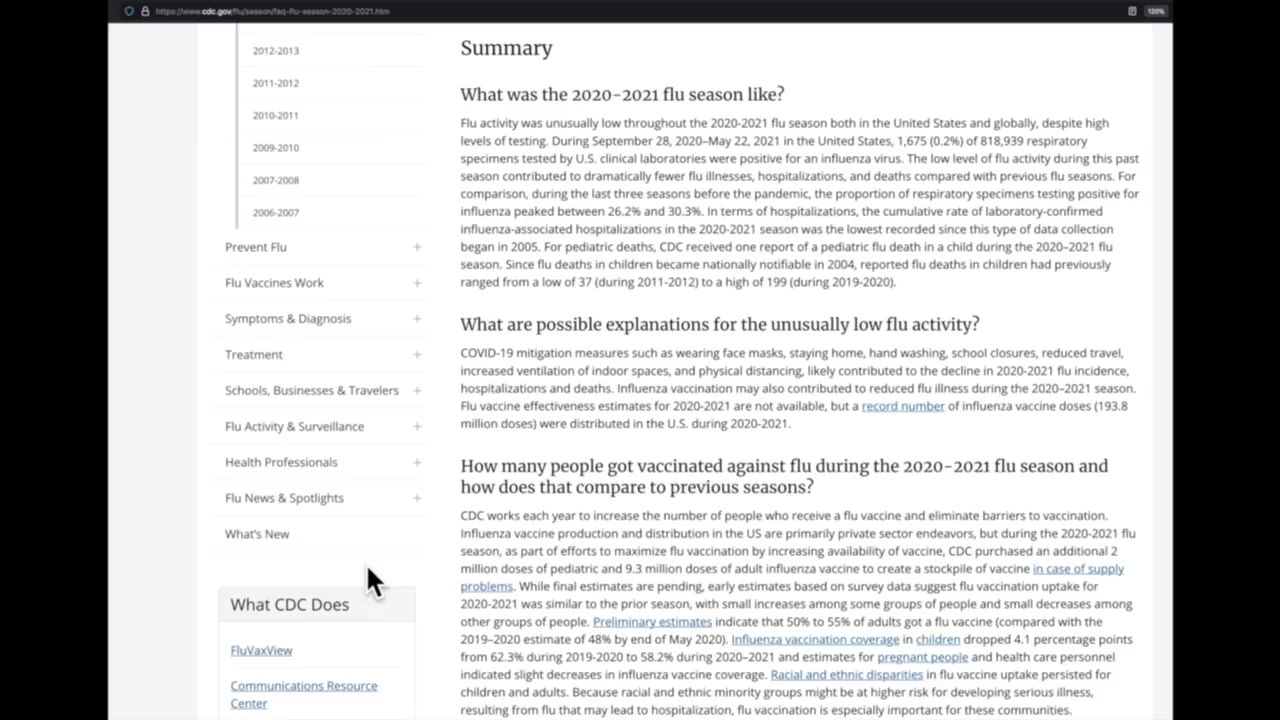 https://www.cdc.gov/flu/season/faq-flu-season-2020-2021.htm
120%
2012-2013
2011-2012
2010-2011
2009-2010
2007-2008
2006-2007
Prevent Flu +
Flu Vaccines Work +
Symptoms & Diagnosis +
Treatment +
Schools, Businesses & Travelers +
Flu Activity & Surveillance +
Health Professionals +
Flu News & Spotlights +
What's New
What CDC Does
FluVaxView
Communications Resource
Center
Summary
What was the 2020-2021 flu season like?
Flu activity was unusually low throughout the 2020-2021 flu season both in the United States and globally, despite high
levels of testing. During September 28, 2020–May 22, 2021 in the United States, 1,675 (0.2%) of 818,939 respiratory
specimens tested by U.S. clinical laboratories were positive for an influenza virus. The low level of flu activity during this past
season contributed to dramatically fewer flu illnesses, hospitalizations, and deaths compared with previous flu seasons. For
comparison, during the last three seasons before the pandemic, the proportion of respiratory specimens testing positive for
influenza peaked between 26.2% and 30.3%. In terms of hospitalizations, the cumulative rate of laboratory-confirmed
influenza-associated hospitalizations in the 2020-2021 season was the lowest recorded since this type of data collection
began in 2005. For pediatric deaths, CDC received one report of a pediatric flu death in a child during the 2020–2021 flu
season. Since flu deaths in children became nationally notifiable in 2004, reported flu deaths in children had previously
ranged from a low of 37 (during 2011-2012) to a high of 199 (during 2019-2020).
What are possible explanations for the unusually low flu activity?
COVID-19 mitigation measures such as wearing face masks, staying home, hand washing, school closures, reduced travel,
increased ventilation of indoor spaces, and physical distancing, likely contributed to the decline in 2020-2021 flu incidence,
hospitalizations and deaths. Influenza vaccination may also contributed to reduced flu illness during the 2020–2021 season.
Flu vaccine effectiveness estimates for 2020-2021 are not available, but a record number of influenza vaccine doses (193.8
million doses) were distributed in the U.S. during 2020-2021.
How many people got vaccinated against flu during the 2020-2021 flu season and
how does that compare to previous seasons?
CDC works each year to increase the number of people who receive a flu vaccine and eliminate barriers to vaccination.
Influenza vaccine production and distribution in the US are primarily private sector endeavors, but during the 2020-2021 flu
season, as part of efforts to maximize flu vaccination by increasing availability of vaccine, CDC purchased an additional 2
million doses of pediatric and 9.3 million doses of adult influenza vaccine to create a stockpile of vaccine in case of supply
problems. While final estimates are pending, early estimates based on survey data suggest flu vaccination uptake for
2020-2021 was similar to the prior season, with small increases among some groups of people and small decreases among
other groups of people. Preliminary estimates indicate that 50% to 55% of adults got a flu vaccine (compared with the
2019–2020 estimate of 48% by end of May 2020). Influenza vaccination coverage in children dropped 4.1 percentage points
from 62.3% during 2019-2020 to 58.2% during 2020–2021 and estimates for pregnant people and health care personnel
indicated slight decreases in influenza vaccine coverage. Racial and ethnic disparities in flu vaccine uptake persisted for
children and adults. Because racial and ethnic minority groups might be at higher risk for developing serious illness,
resulting from flu that may lead to hospitalization, flu vaccination is especially important for these communities.